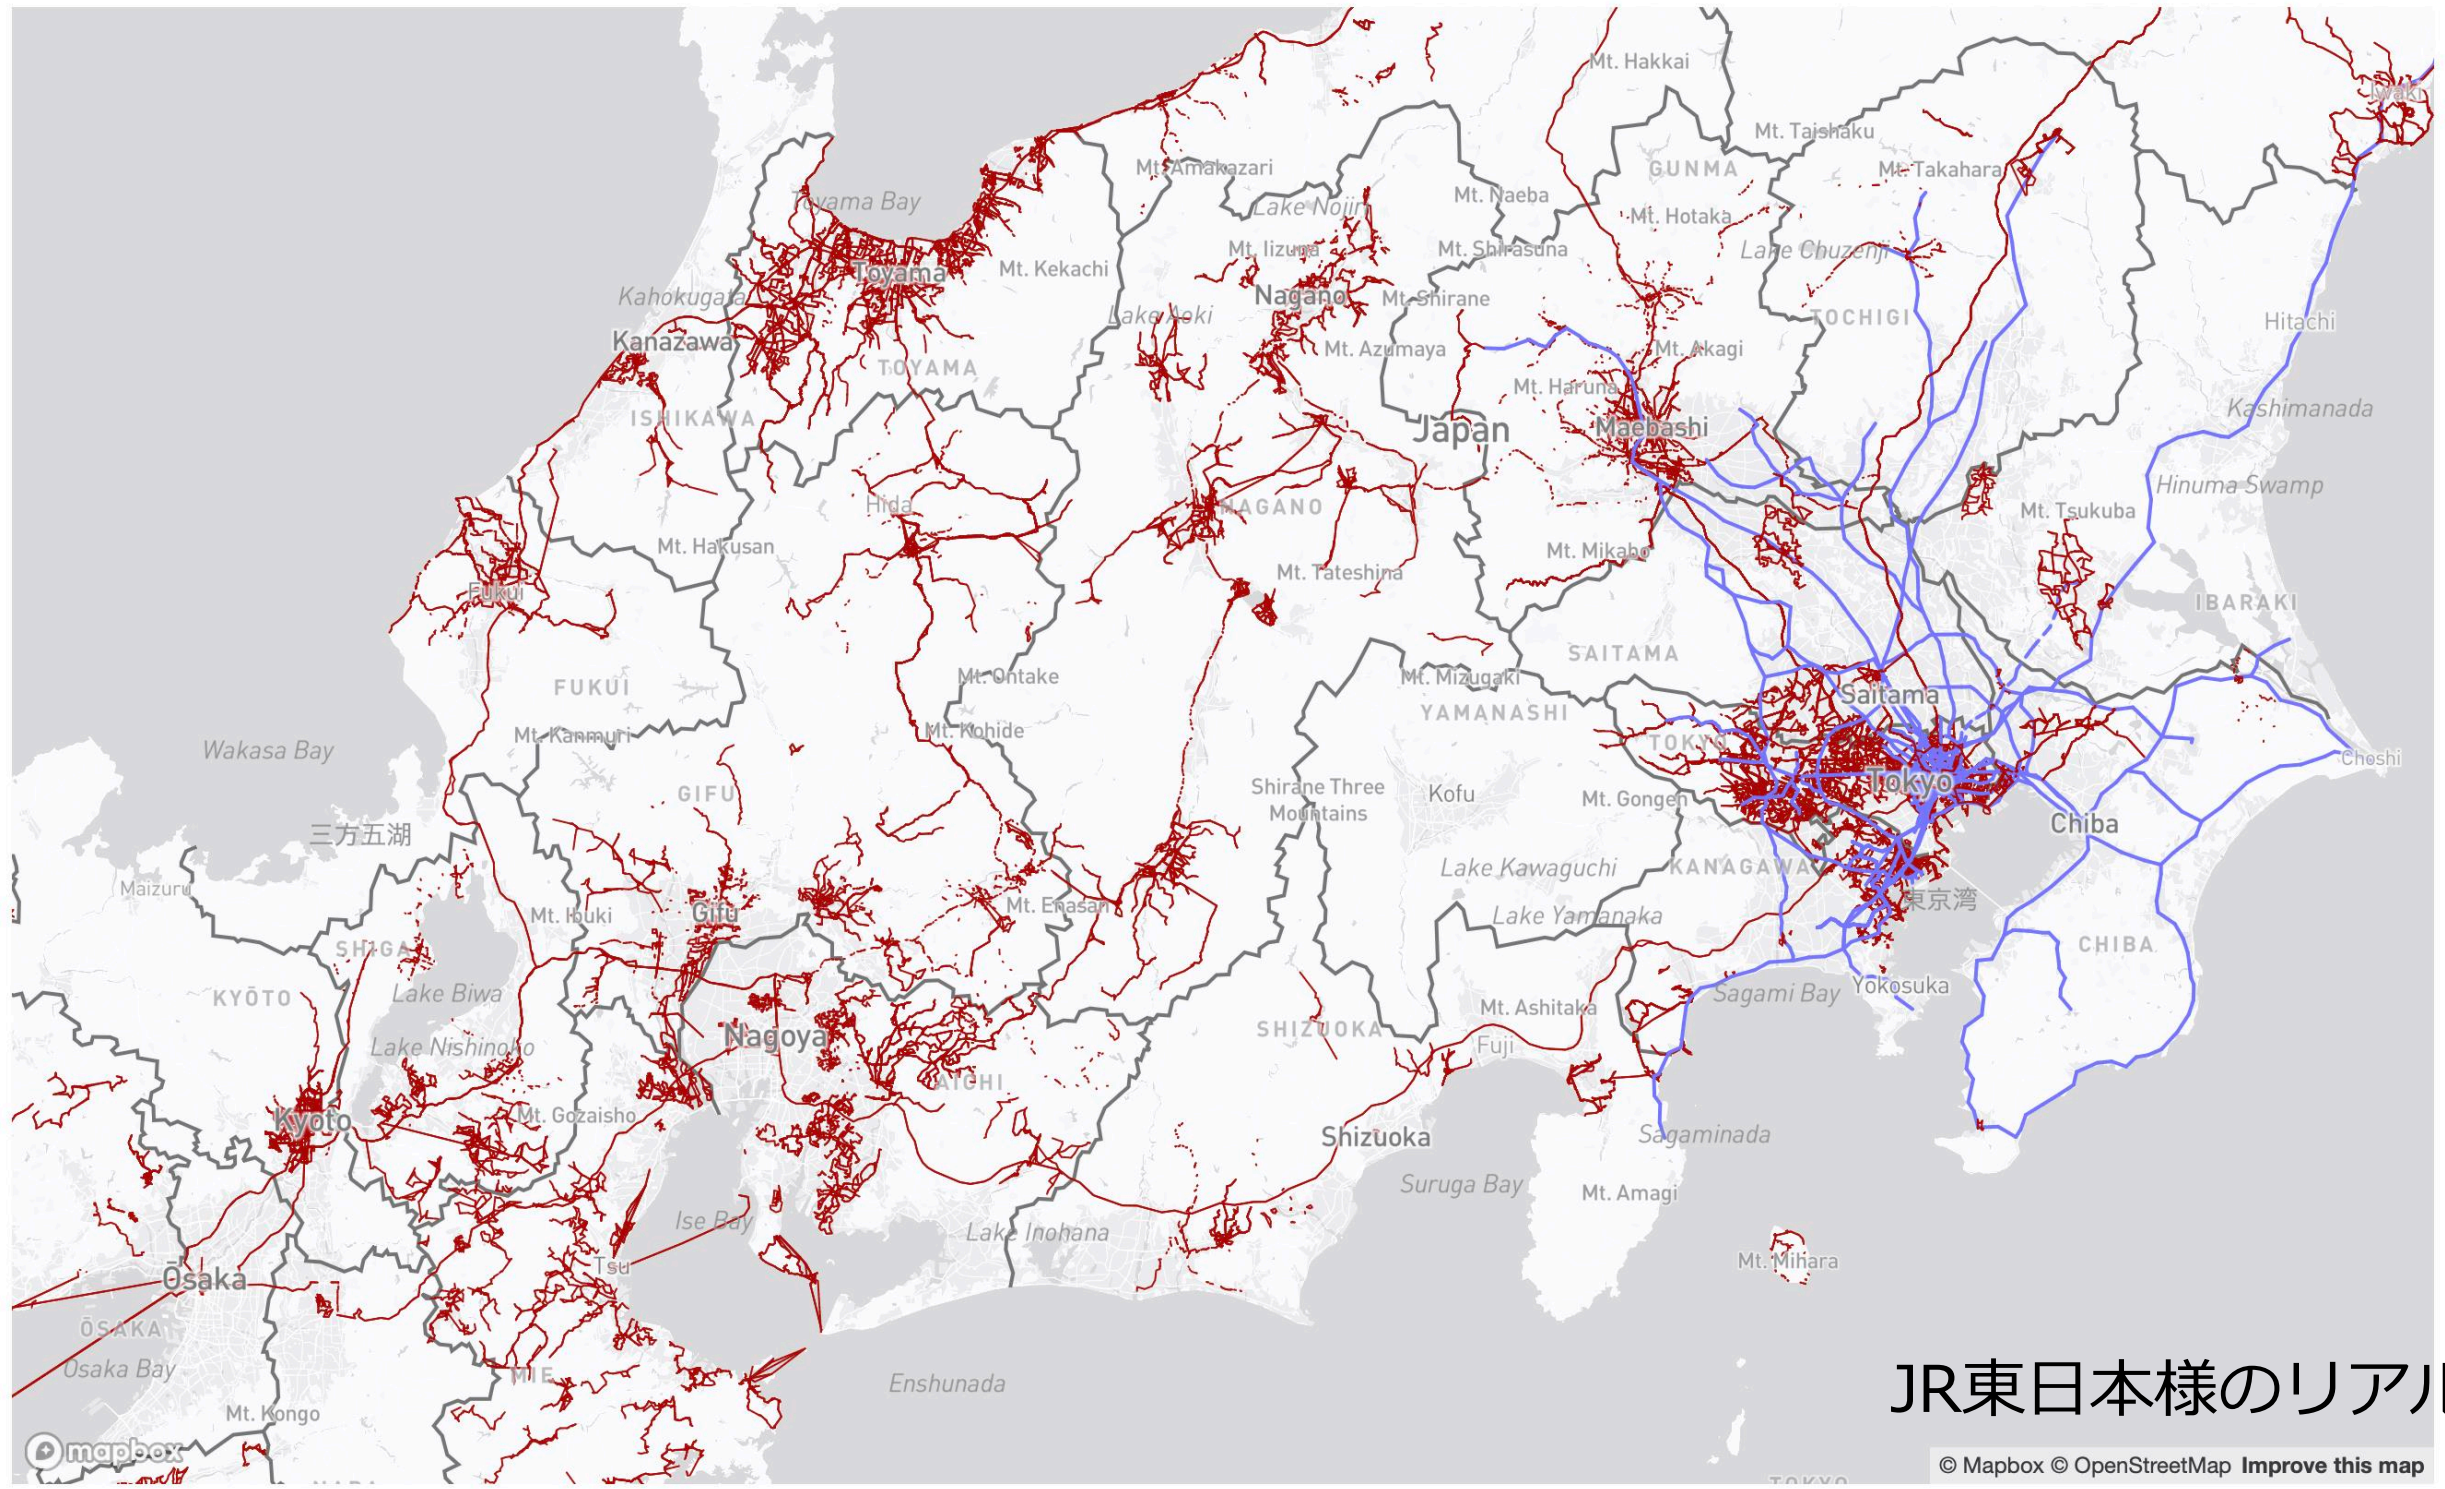 Mt. Hakkai
Iwaki
Mt. Taishaku
Mt. Amakazari
GUNMA
Mt. Takahara
Toyama Bay
Lake Nojiri
Mt. Naeba
Mt. Hotaka
Mt. Iizuna
Mt. Shirasuna
Lake Chuzenji
Toyama
Mt. Kekachi
Kahokugata
Nagano
Mt. Shirane
Lake Aoki
TOCHIGI
Hitachi
Kanazawa
Mt. Azumaya
Mt. Akagi
TOYAMA
Mt. Haruna
ISHIKAWA
Japan
Maebashi
Kashimanada
Hida
NAGANO
Hinuma Swamp
Mt. Tsukuba
Mt. Hakusan
Mt. Mikabo
Mt. Tateshina
Fukui
IBARAKI
SAITAMA
Mt. Ontake
Mt. Mizugaki
FUKUI
Saitama
YAMANASHI
Mt. Kanmuri
Mt. Kohide
TOKYO
Wakasa Bay
Choshi
Tokyo
GIFU
Shirane Three
Mountains
Kofu
Mt. Gongen
Chiba
三方五湖
Lake Kawaguchi
KANAGAWA
Maizuru
東京湾
Mt. Ibuki
Gifu
Mt. Enasan
Lake Yamanaka
SHIGA
CHIBA
KYŌTO
Lake Biwa
Yokosuka
Sagami Bay
Mt. Ashitaka
Nagoya
SHIZUOKA
Lake Nishinoko
Fuji
AICHI
Kyoto
Mt. Gozaisho
Shizuoka
Sagaminada
Suruga Bay
Mt. Amagi
Ise Bay
Lake Inohana
Tsu
Mt. Mihara
Ōsaka
ŌSAKA
Osaka Bay
MIE
Enshunada
JR東日本様のリアル
Mt. Kongo
mapbox
© Mapbox © OpenStreetMap Improve this map
NARA
TOKYO